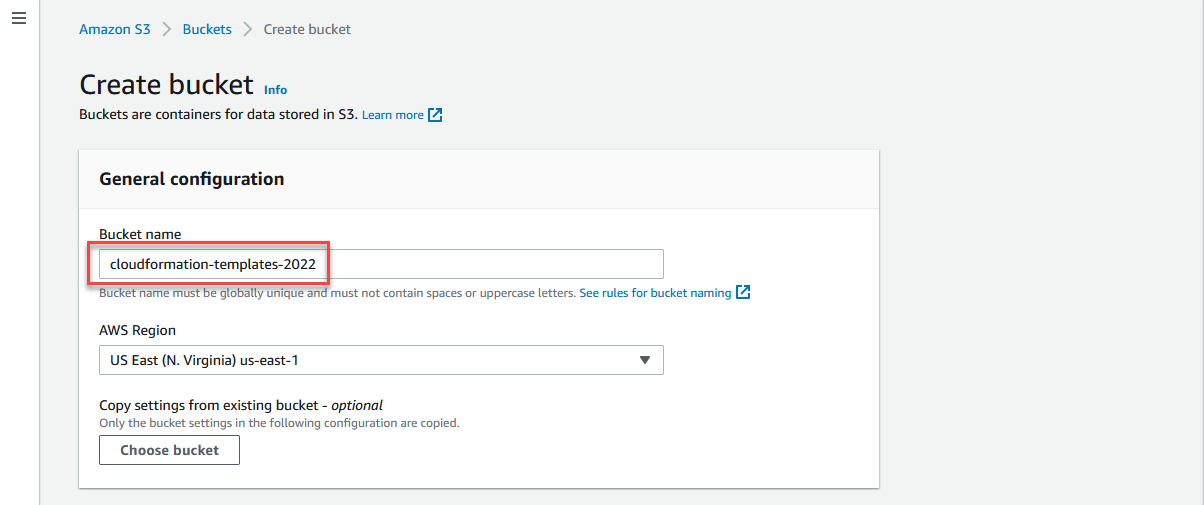 Amazon S3 > Buckets > Create bucket
Create bucket Info
Buckets are containers for data stored in S3. Learn more
General configuration
Bucket name
cloudformation-templates-2022
Bucket name must be globally unique and must not contain spaces or uppercase letters. See rules for bucket naming
AWS Region
US East (N. Virginia) us-east-1
Copy settings from existing bucket - optional
Only the bucket settings in the following configuration are copied.
Choose bucket